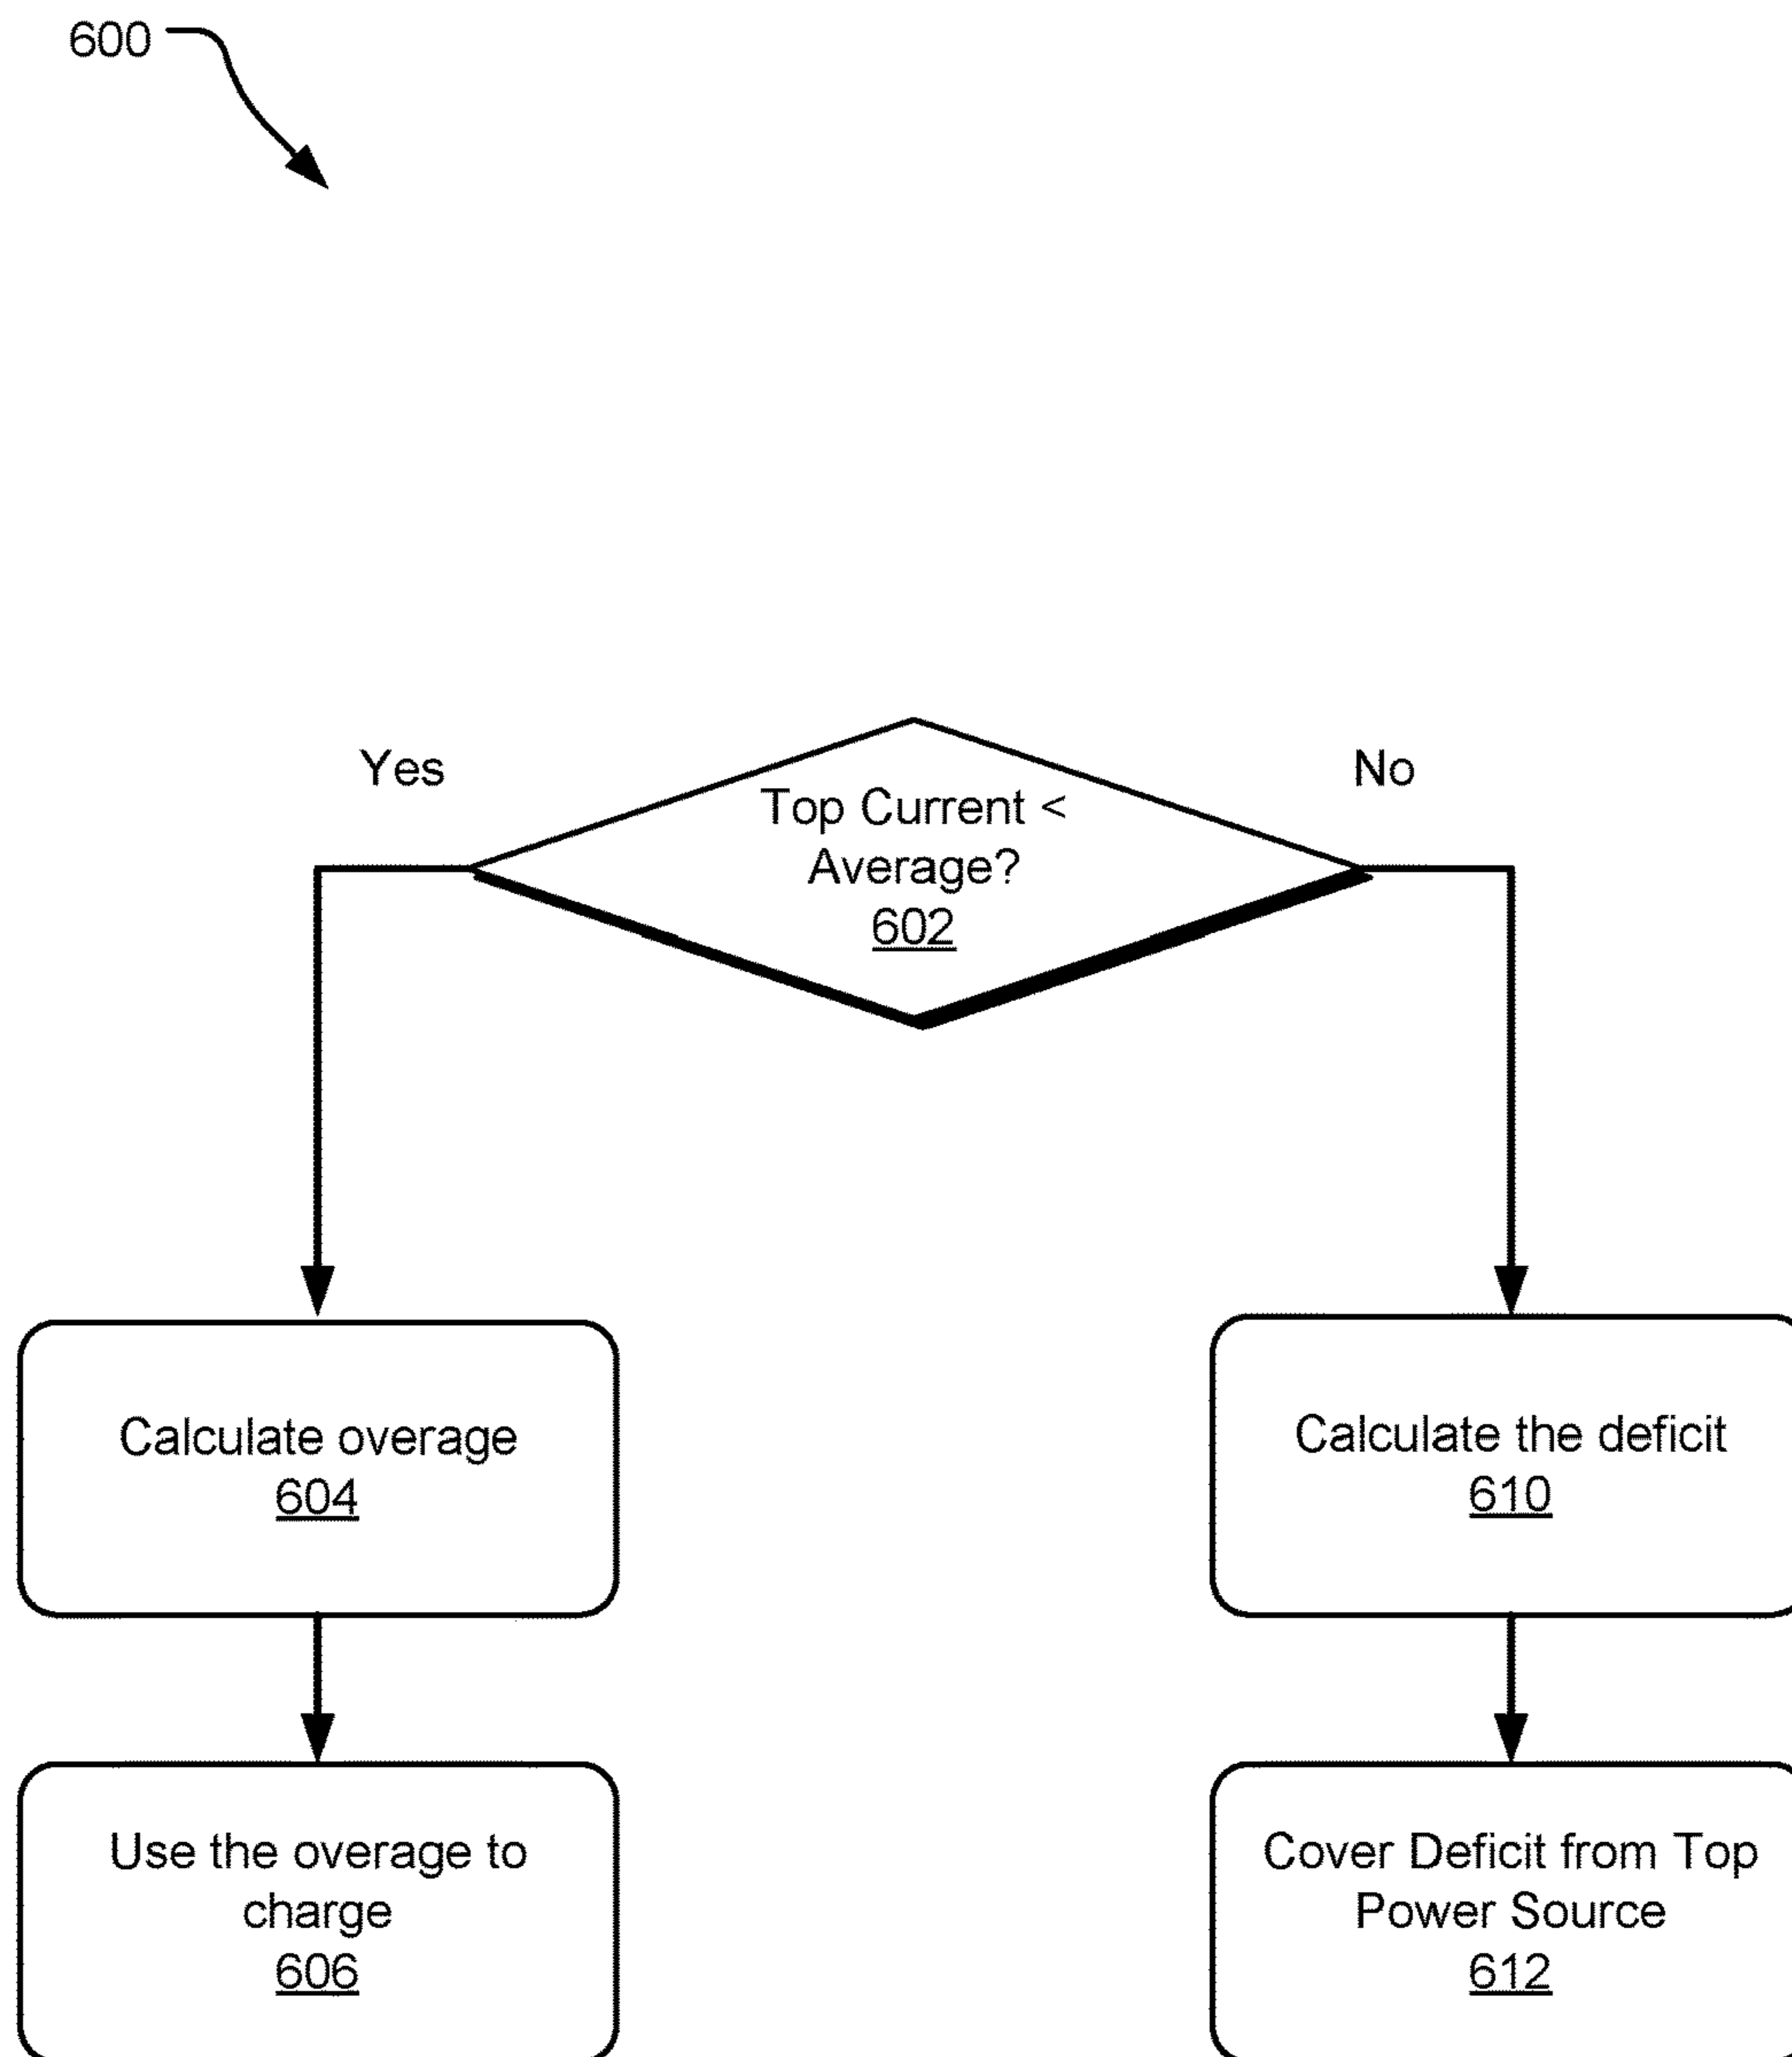 600
Yes
No
Top Current <
Average?
602
Calculate overage
604
Calculate the deficit
610
Use the overage to
charge
606
Cover Deficit from Top
Power Source
612